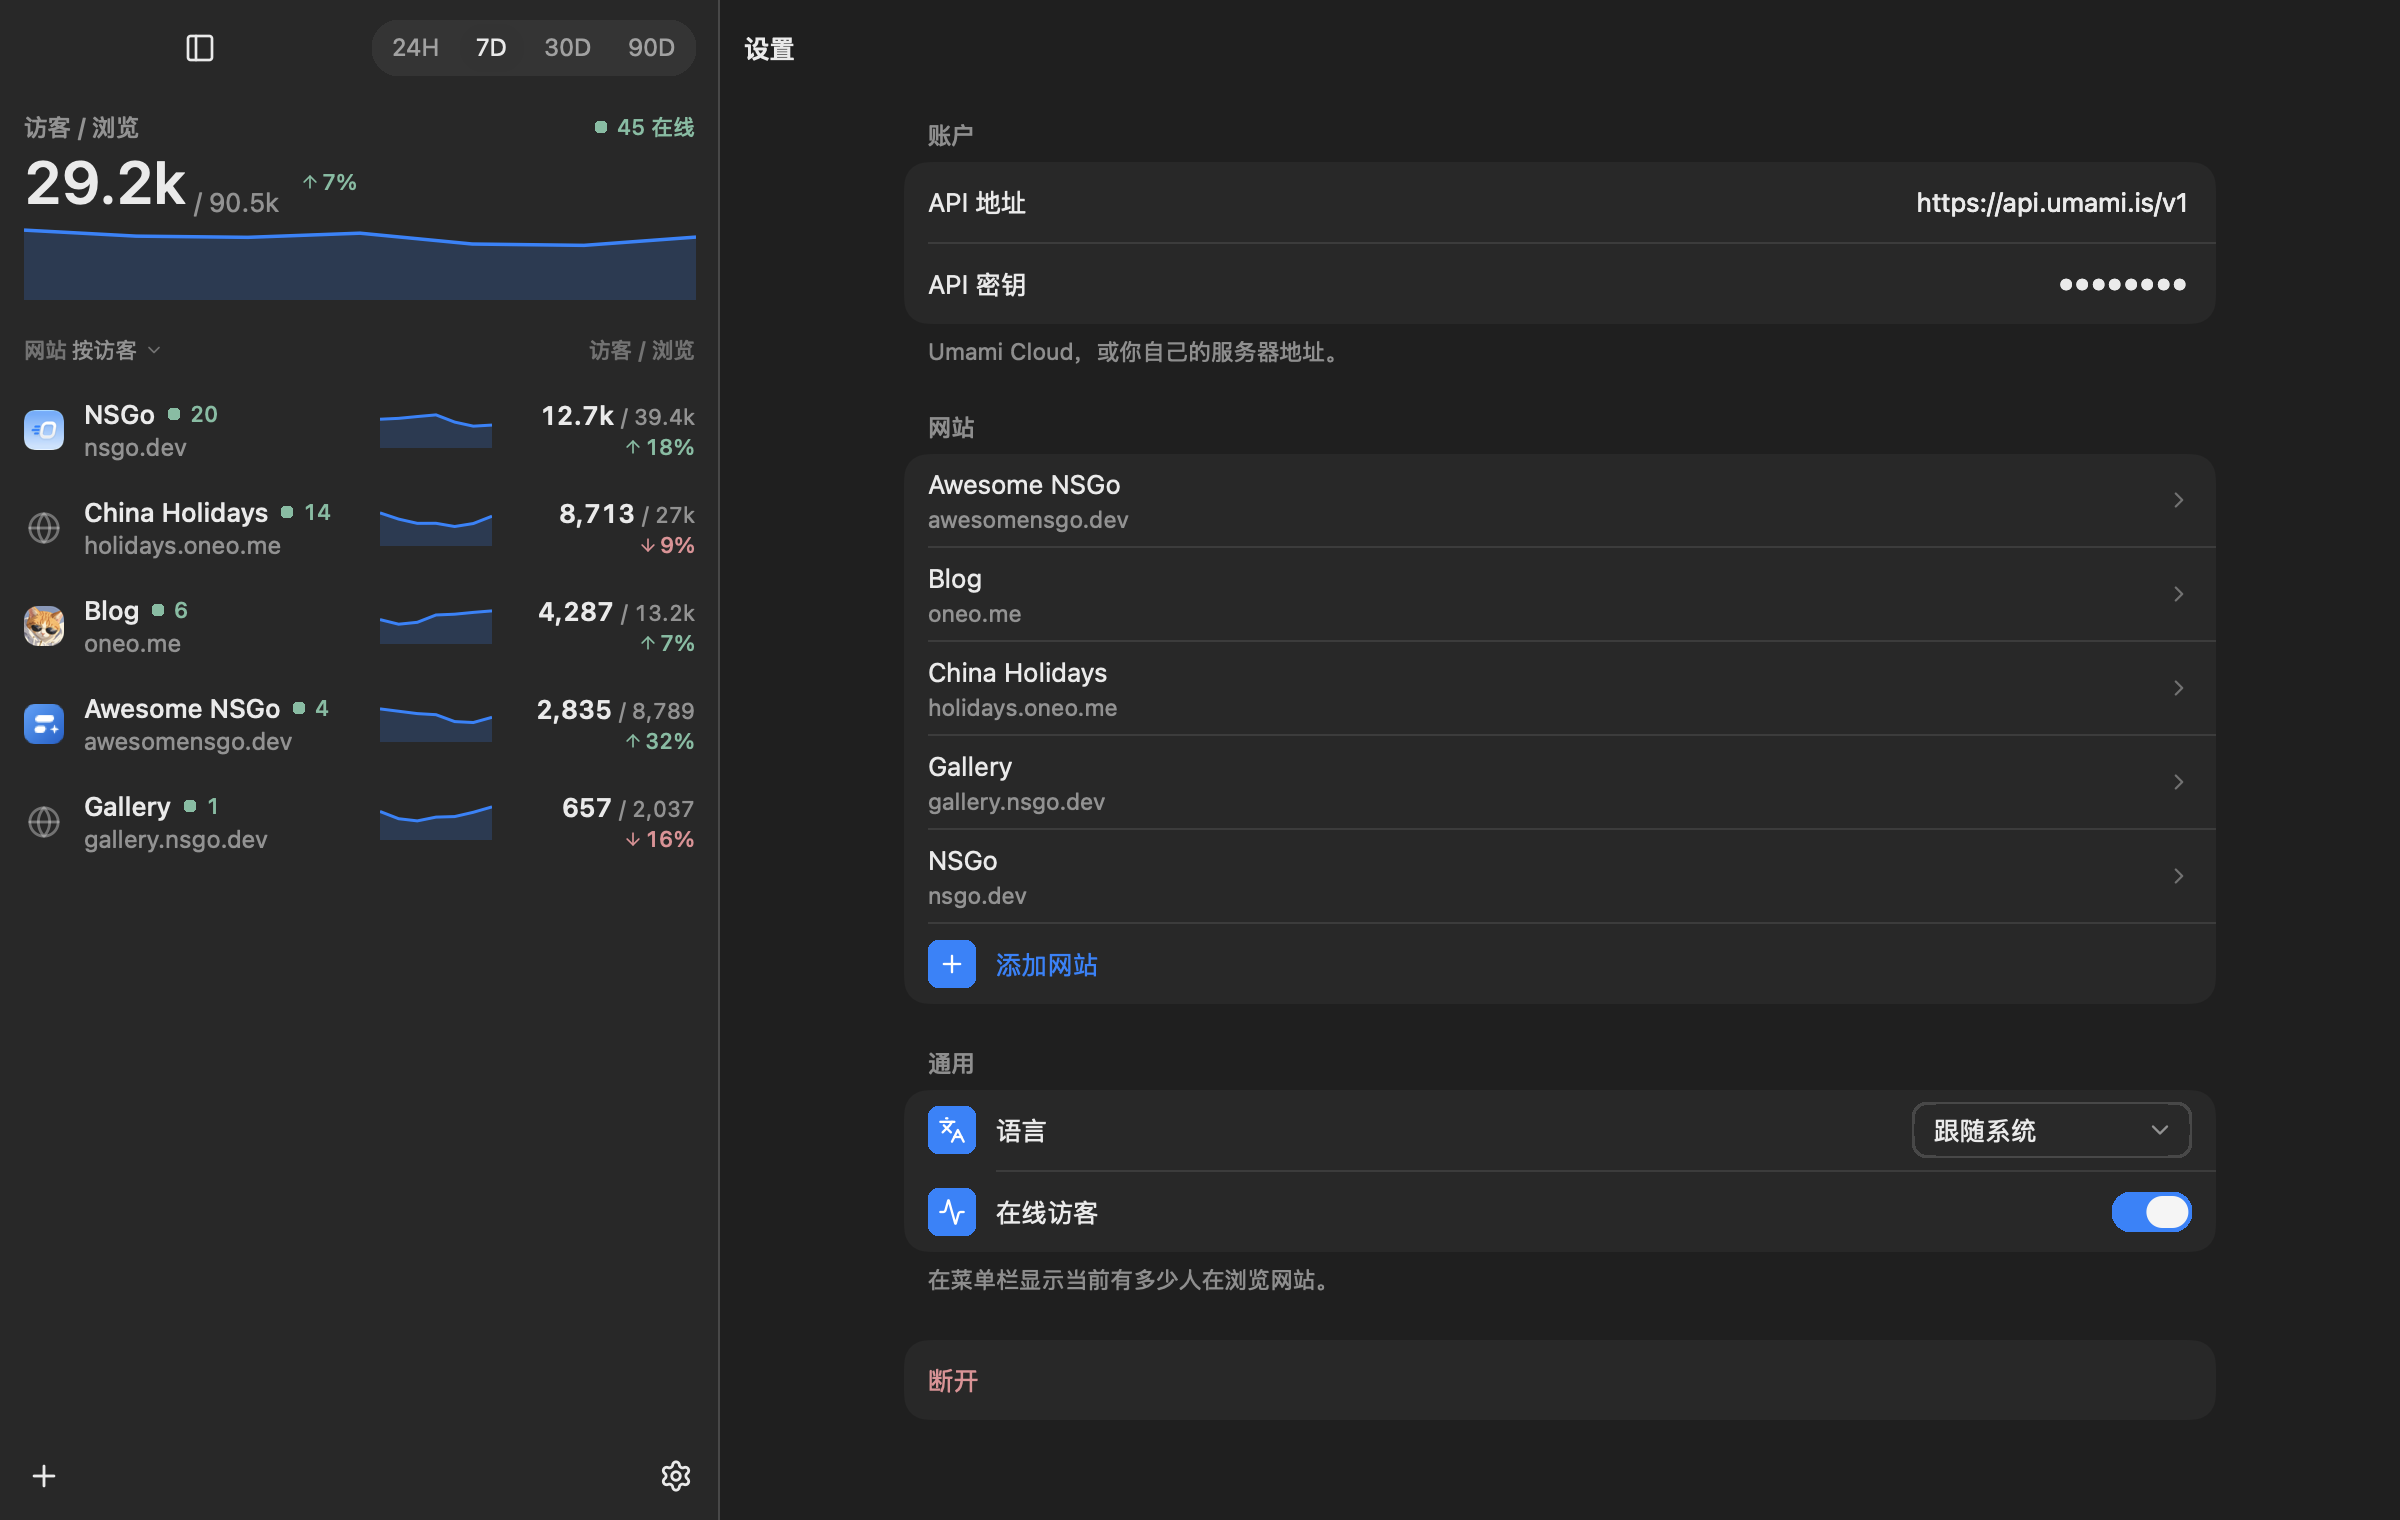 24H 7D 30D 90D
访客 / 浏览
45 在线
29.2k / 90.5k ↑ 7%
网站 按访客
访客 / 浏览
NSGo 20
nsgo.dev
12.7k / 39.4k
↑ 18%
China Holidays 14
holidays.oneo.me
8,713 / 27k
↓ 9%
Blog 6
oneo.me
4,287 / 13.2k
↑ 7%
Awesome NSGo 4
awesomensgo.dev
2,835 / 8,789
↑ 32%
Gallery 1
gallery.nsgo.dev
657 / 2,037
↓ 16%
设置
账户
API 地址
https://api.umami.is/v1
API 密钥
••••••••
Umami Cloud，或你自己的服务器地址。
网站
Awesome NSGo
awesomensgo.dev
Blog
oneo.me
China Holidays
holidays.oneo.me
Gallery
gallery.nsgo.dev
NSGo
nsgo.dev
添加网站
通用
语言
跟随系统
在线访客
在菜单栏显示当前有多少人在浏览网站。
断开